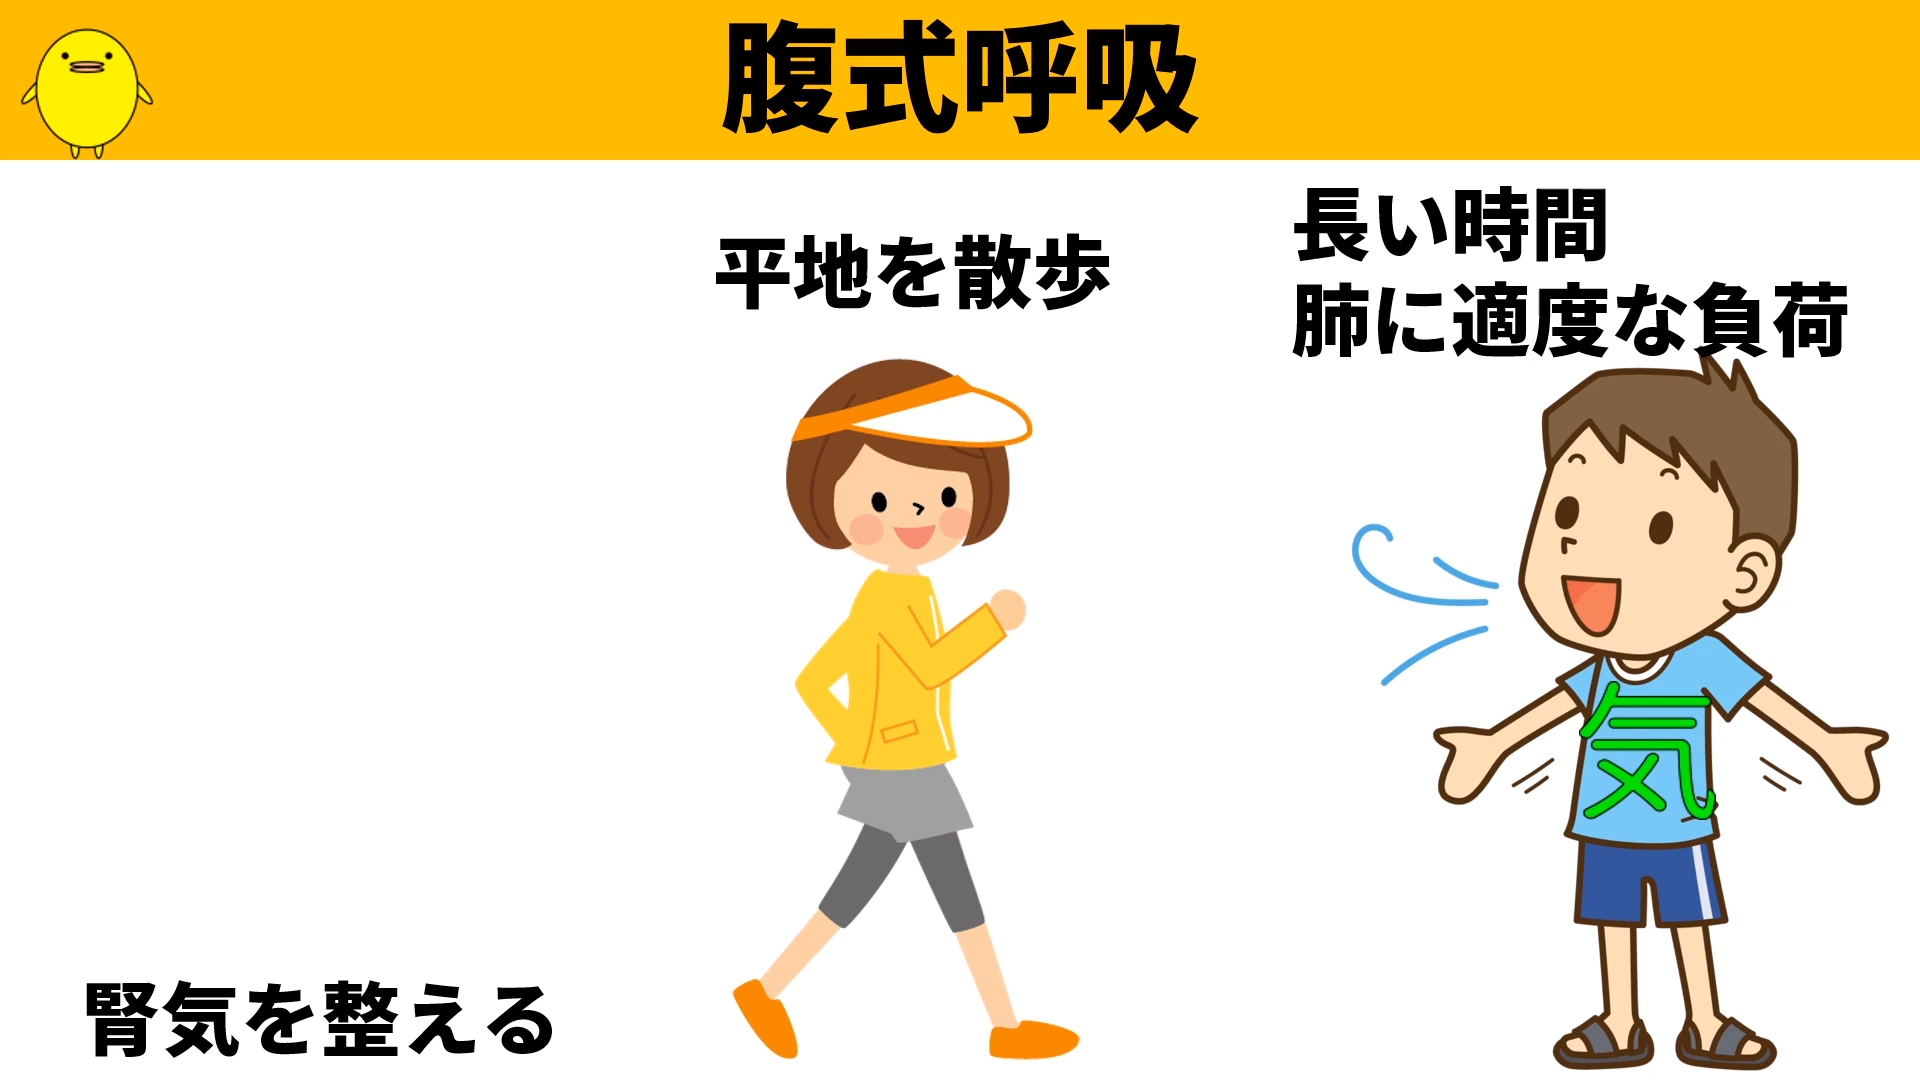 腹式呼吸
平地を散歩
長い時間
肺に適度な負荷
気
腎気を整える